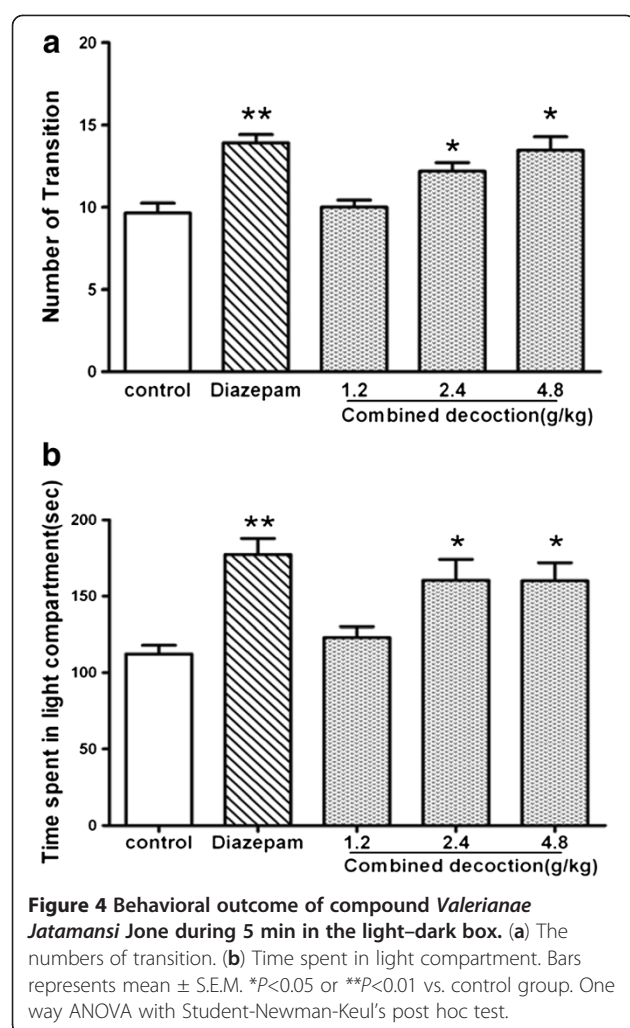 a
20
15
10
5
0
Number of Transition
** * *
control Diazepam 1.2 2.4 4.8
Combined decoction(g/kg)
b
200
150
100
50
0
Time spent in light compartment(sec)
** * *
control Diazepam 1.2 2.4 4.8
Combined decoction(g/kg)
Figure 4 Behavioral outcome of compound Valerianae
Jatamansi Jone during 5 min in the light–dark box. (a) The
numbers of transition. (b) Time spent in light compartment. Bars
represents mean ± S.E.M. *P<0.05 or **P<0.01 vs. control group. One
way ANOVA with Student-Newman-Keul's post hoc test.